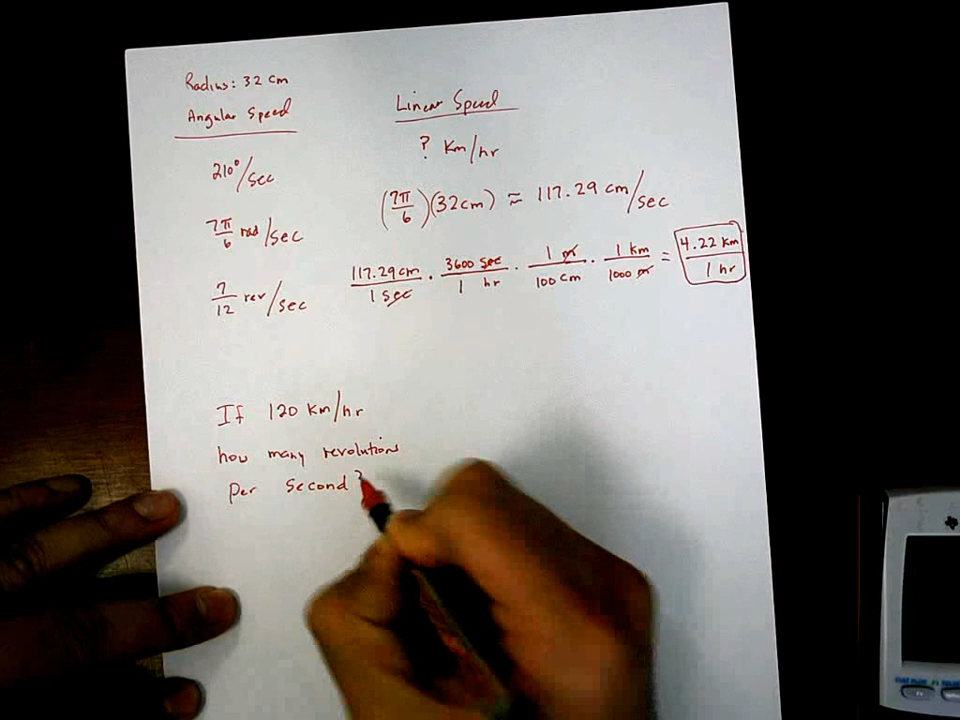 Radius: 32 cm
Angular Speed
210°/sec
7π/6 rad/sec
7/12 rev/sec
Linear Speed
? Km/hr
(7π/6)(32cm) ≈ 117.29 cm/sec
117.29cm/1 sec · 3600 sec/1 hr · 1 m/100 cm · 1 km/1000 m = 4.22 km/1 hr
If 120 km/hr
how many revolutions
per second?